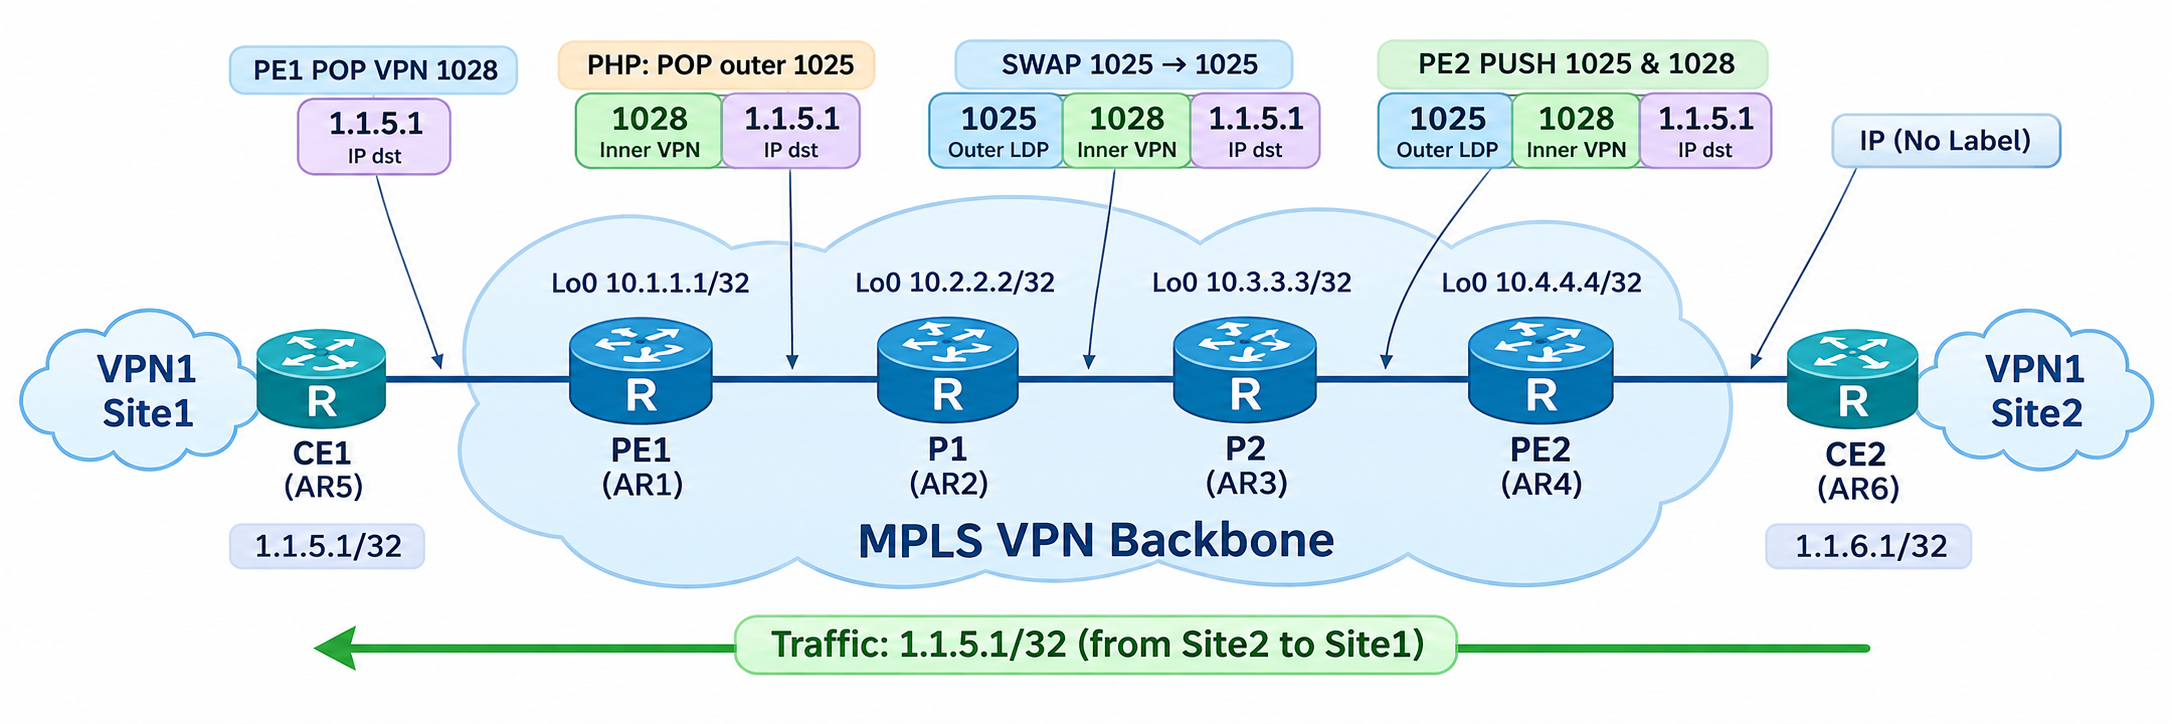 PE1 POP VPN 1028
1.1.5.1
IP dst
PHP: POP outer 1025
1028
Inner VPN
1.1.5.1
IP dst
SWAP 1025 → 1025
1025
Outer LDP
1028
Inner VPN
1.1.5.1
IP dst
PE2 PUSH 1025 & 1028
1025
Outer LDP
1028
Inner VPN
1.1.5.1
IP dst
IP (No Label)
Lo0 10.1.1.1/32
Lo0 10.2.2.2/32
Lo0 10.3.3.3/32
Lo0 10.4.4.4/32
VPN1
Site1
R
CE1
(AR5)
1.1.5.1/32
R
PE1
(AR1)
R
P1
(AR2)
R
P2
(AR3)
R
PE2
(AR4)
R
CE2
(AR6)
1.1.6.1/32
VPN1
Site2
MPLS VPN Backbone
Traffic: 1.1.5.1/32 (from Site2 to Site1)